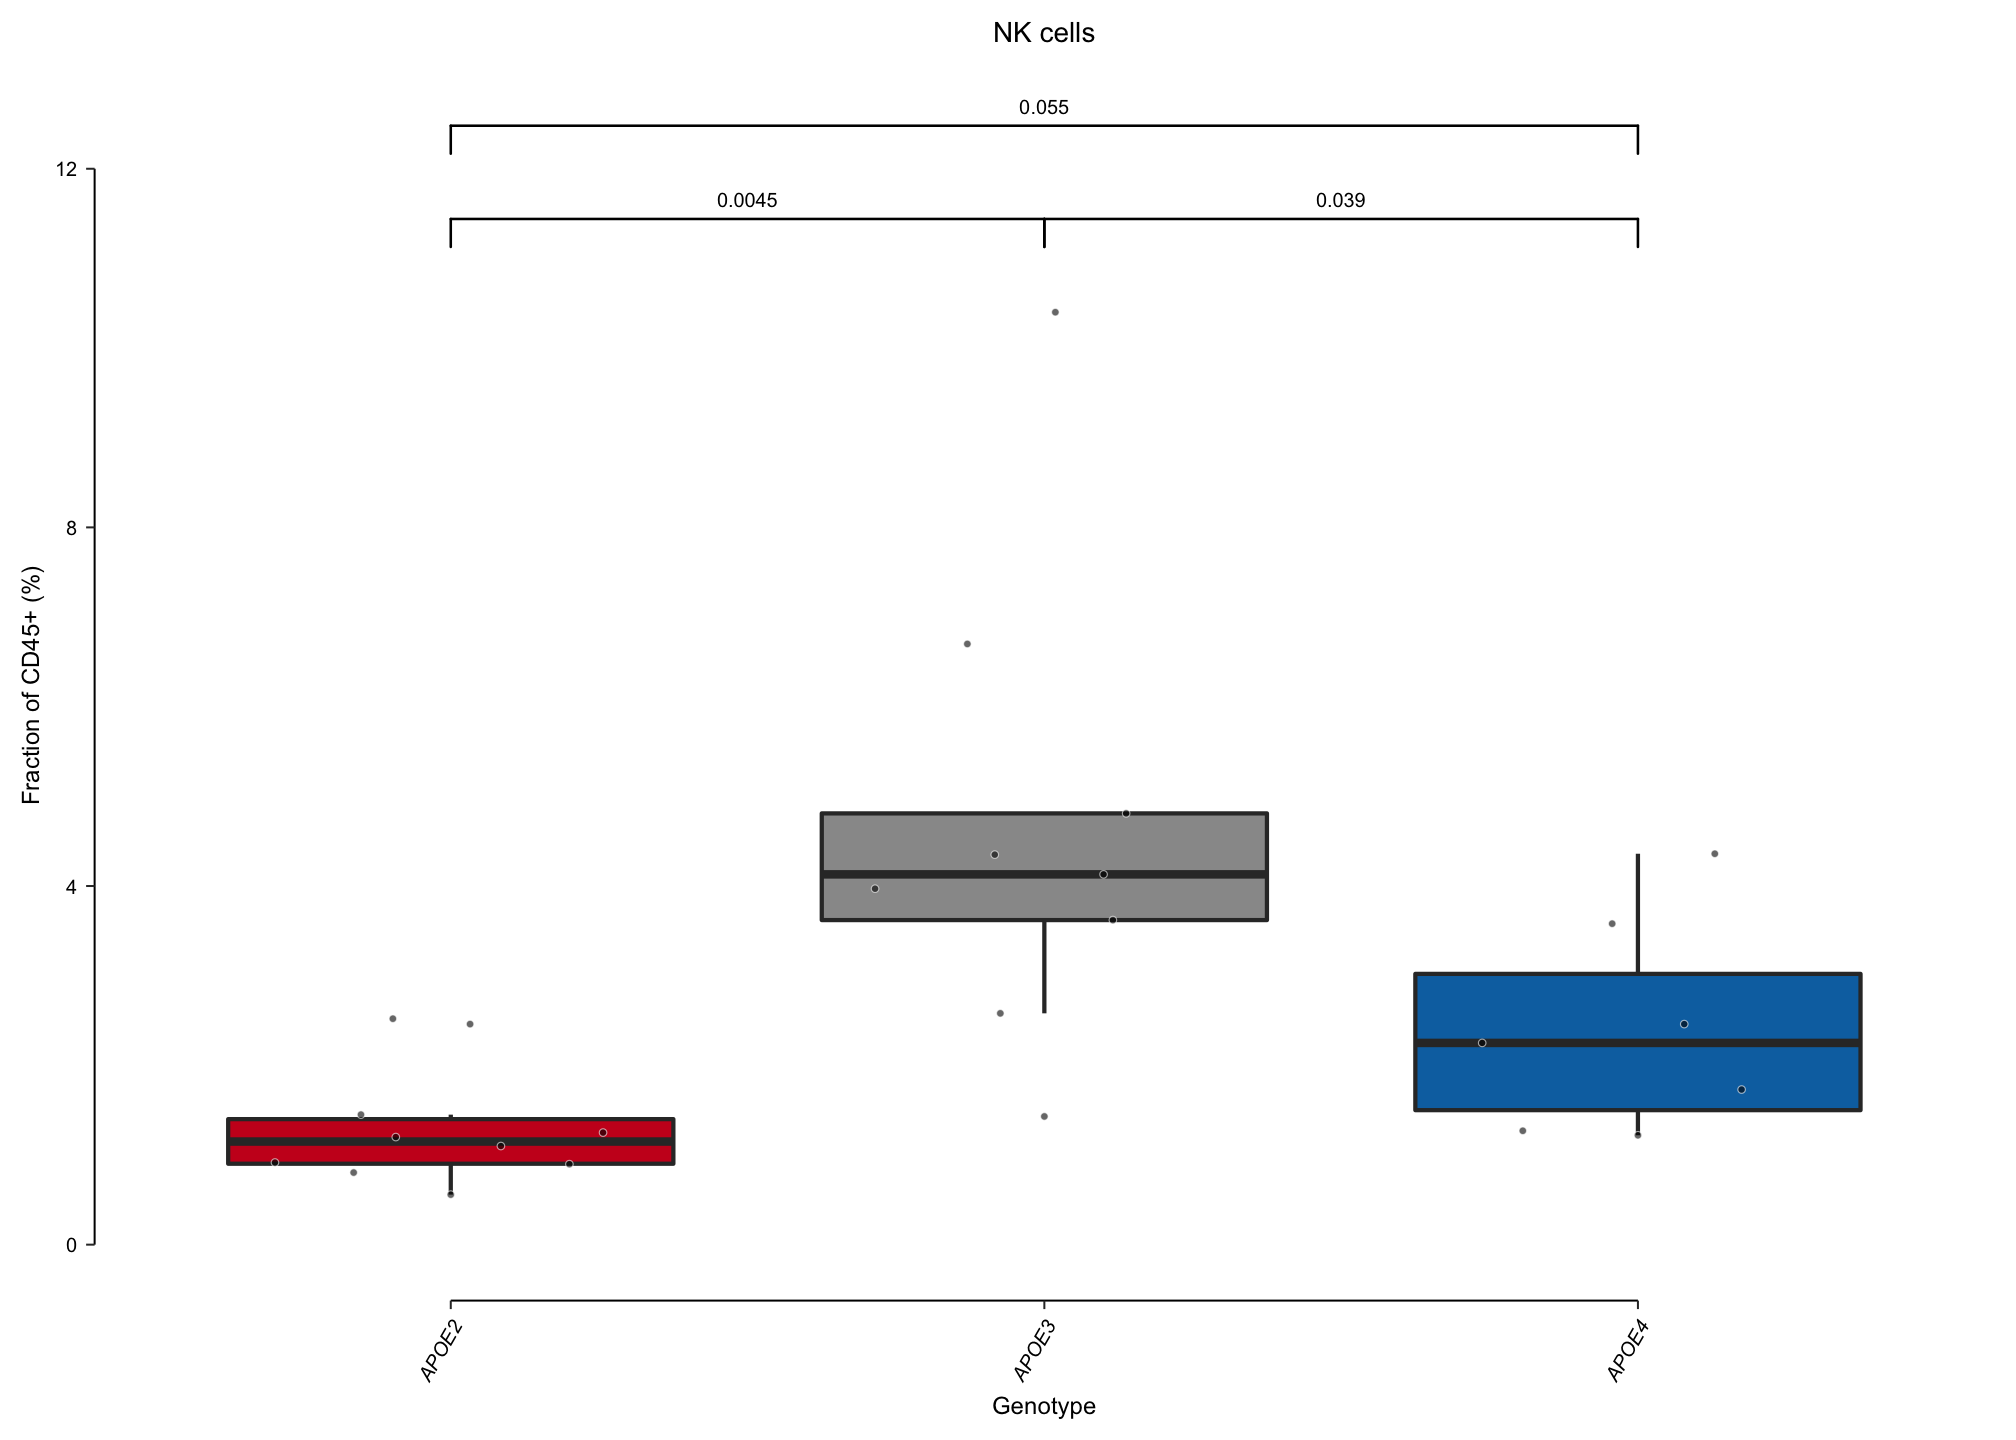 NK cells
0.055
0.0045
0.039
12
8
4
0
Fraction of CD45+ (%)
APOE2
APOE3
APOE4
Genotype